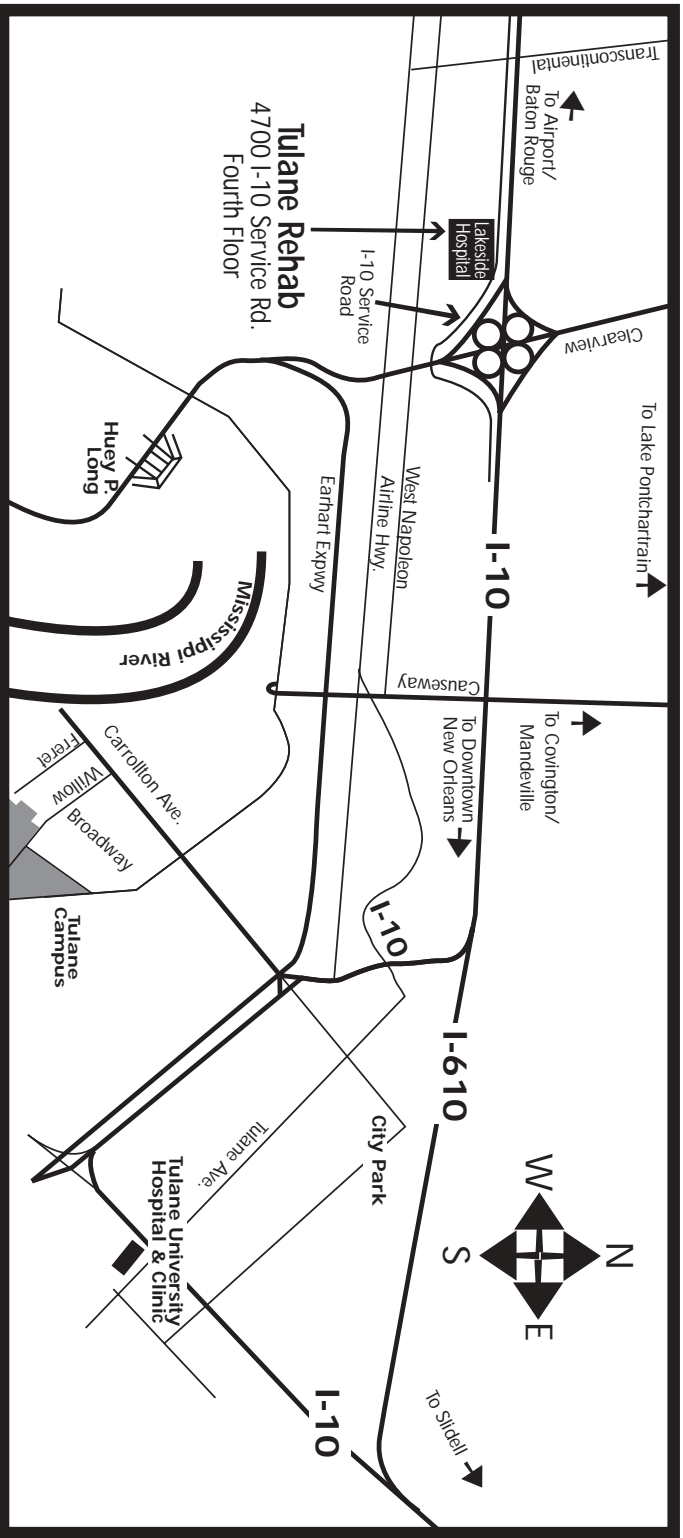 Transcontinental
To Airport/
Baton Rouge
Lakeside
Hospital
Tulane Rehab
4700 I-10 Service Rd.
Fourth Floor
I-10 Service
Road
Clearview
To Lake Pontchartrain
Huey P.
Long
Earhart Expwy
West Napoleon
Airline Hwy.
I-10
Mississippi River
Causeway
To Covington/
Mandeville
To Downtown
New Orleans
Carrollton Ave.
Freret
Willow
Broadway
Tulane
Campus
I-10
I-610
City Park
Tulane Ave.
Tulane University
Hospital & Clinic
N
W
E
S
I-10
To Slidell